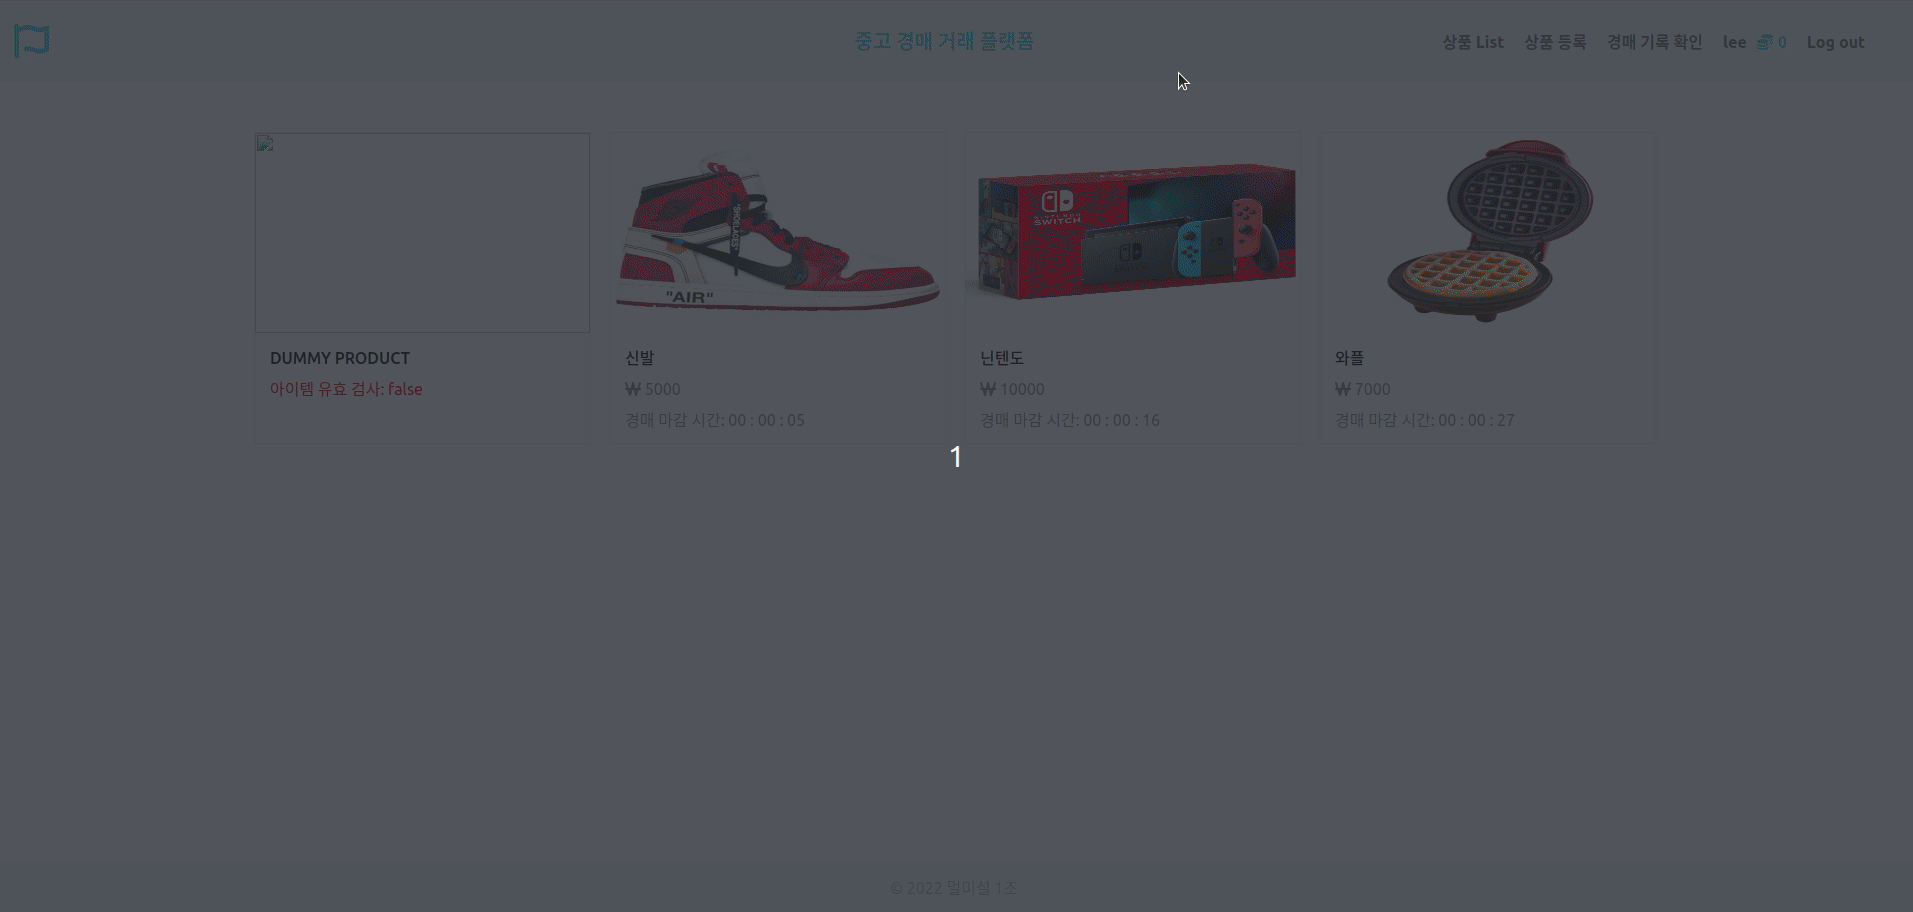 중고 경매 거래 플랫폼
상품 List 상품 등록 경매 기록 확인 lee 0 Log out
"SHOELACES"
"AIR"
NINTENDO
SWITCH
DUMMY PRODUCT
아이템 유효 검사: false
신발
₩ 5000
경매 마감 시간: 00 : 00 : 05
닌텐도
₩ 10000
경매 마감 시간: 00 : 00 : 16
와플
₩ 7000
경매 마감 시간: 00 : 00 : 27
1
© 2022 멀미실 1조